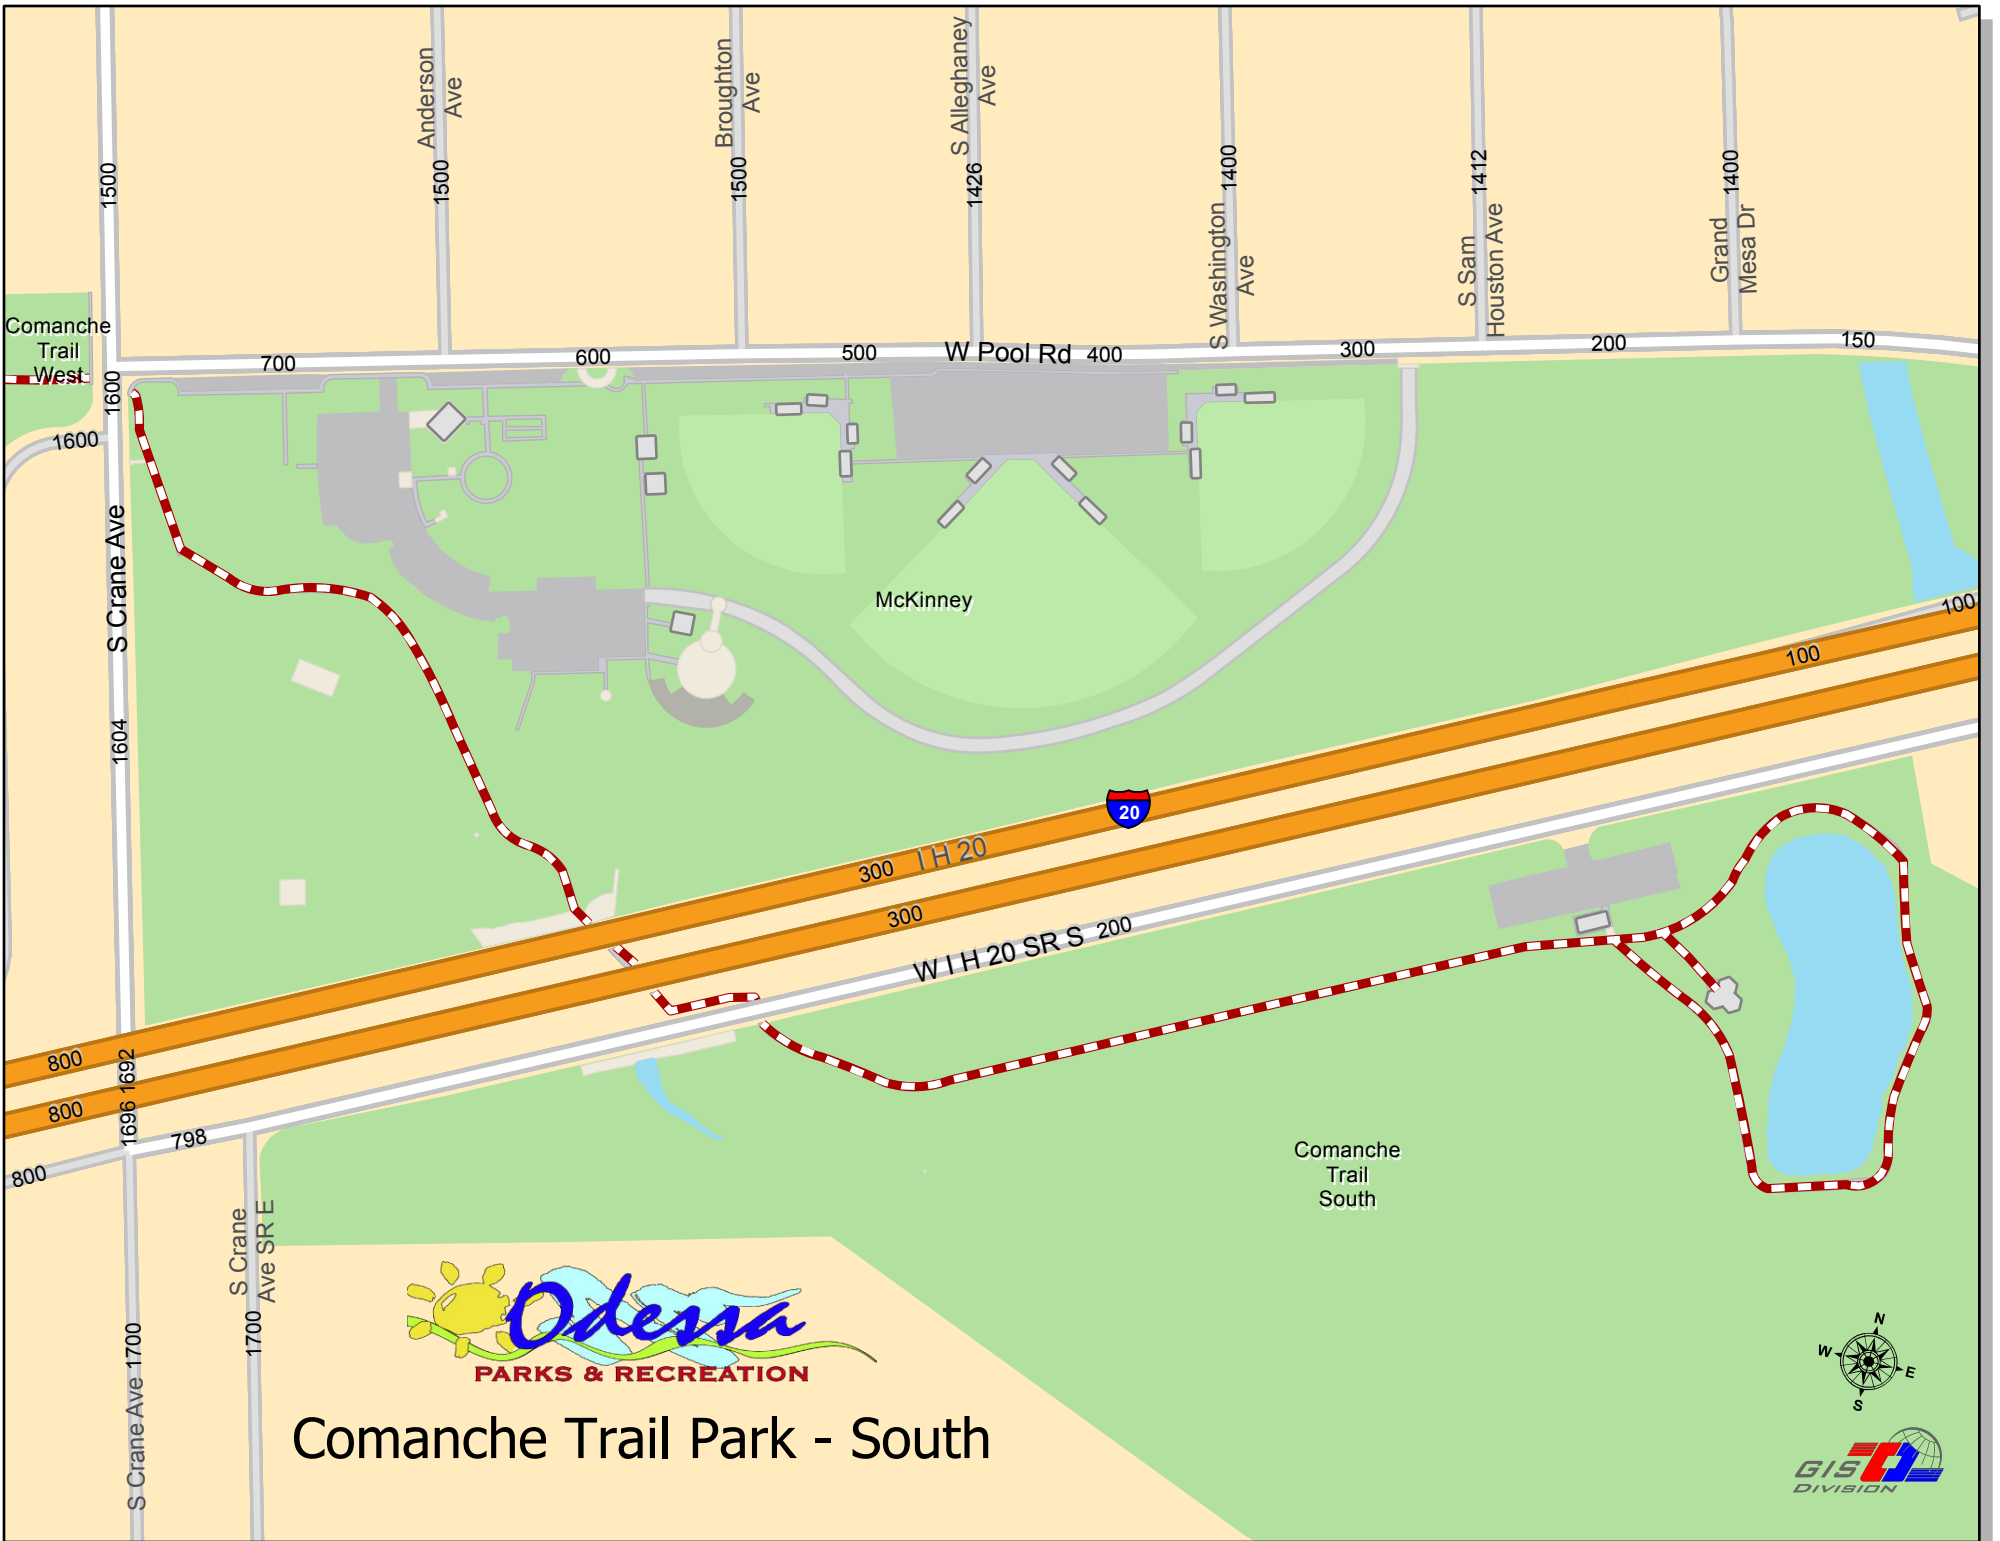 Anderson
Ave
1500
Broughton
Ave
1500
S Alleghaney
Ave
1426
S Washington
Ave
1400
S Sam
Houston Ave
1412
Grand
Mesa Dr
1400
1500
Comanche
Trail
West
700
600
500
W Pool Rd
400
300
200
150
1600
1600
S Crane Ave
1604
McKinney
100
100
20
300
I H 20
300
W I H 20 SR S
200
800
800
1692
1696
798
800
Comanche
Trail
South
S Crane
Ave SR E
1700
1700
S Crane Ave
Odessa
PARKS & RECREATION
Comanche Trail Park - South
N
W
E
S
GIS
DIVISION